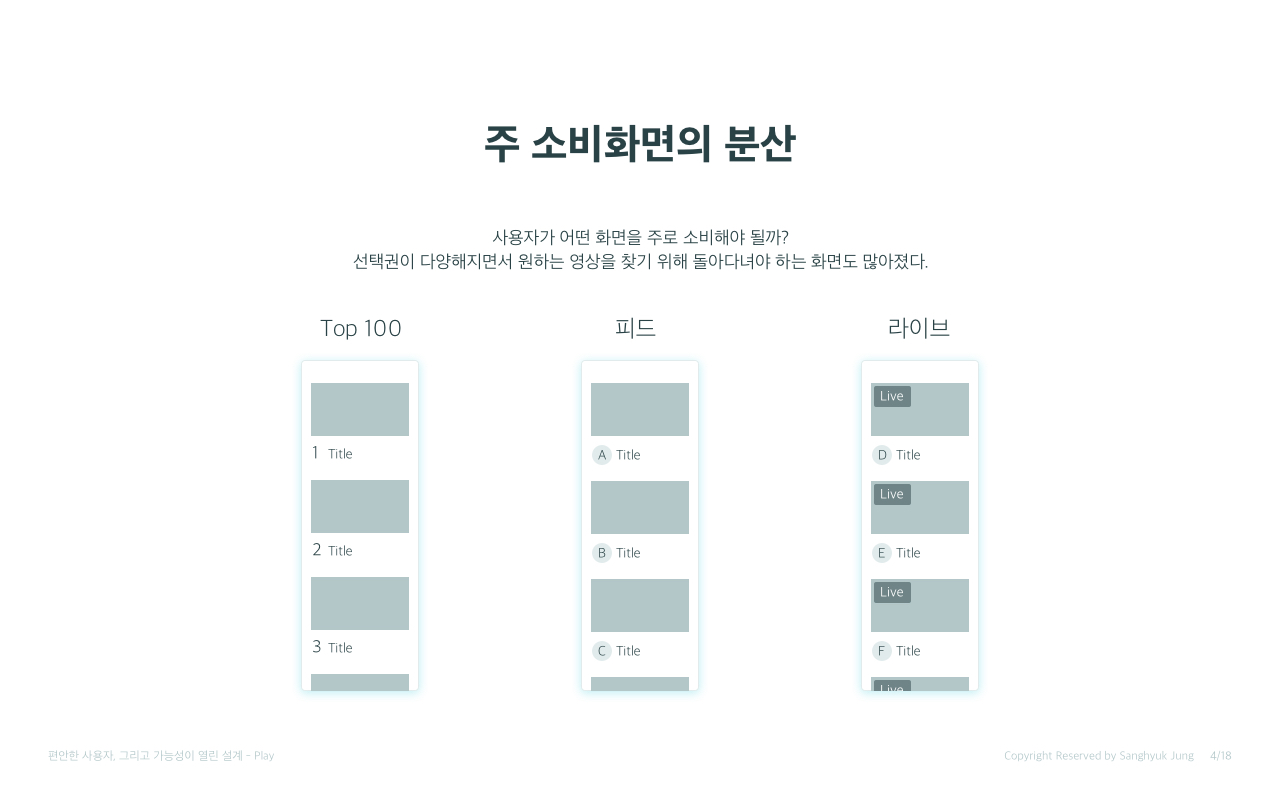 주 소비화면의 분산
사용자가 어떤 화면을 주로 소비해야 될까?
선택권이 다양해지면서 원하는 영상을 찾기 위해 돌아다녀야 하는 화면도 많아졌다.
Top 100
1 Title
2 Title
3 Title
피드
A Title
B Title
C Title
라이브
Live
D Title
Live
E Title
Live
F Title
Live
편안한 사용자, 그리고 가능성이 열린 설계 - Play
Copyright Reserved by Sanghyuk Jung 4/18